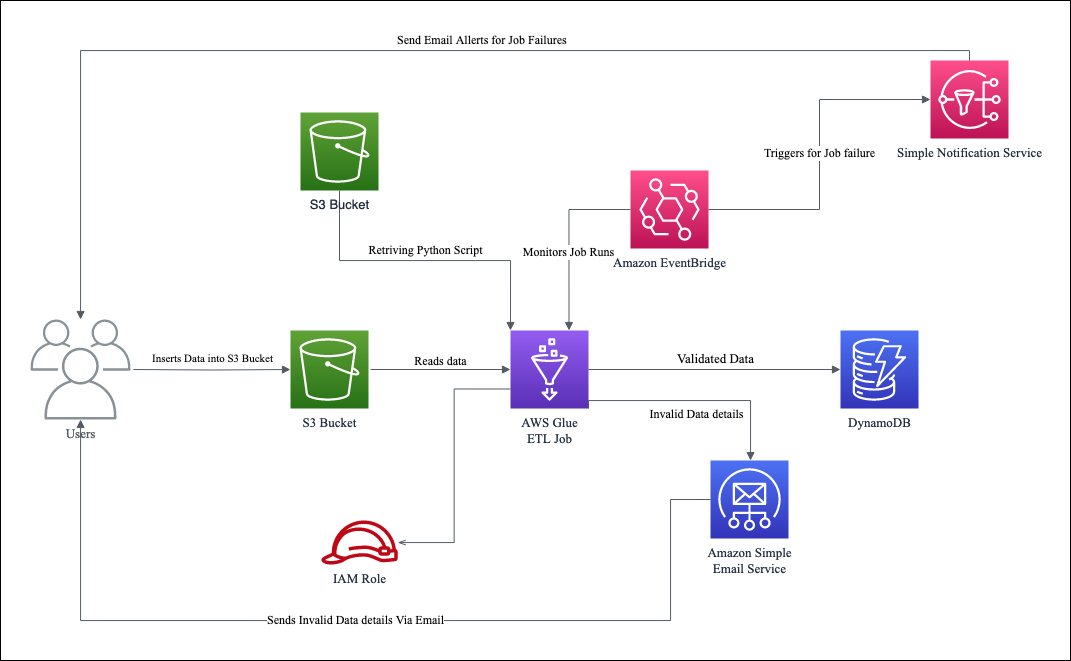 Send Email Allerts for Job Failures
Simple Notification Service
Triggers for Job failure
S3 Bucket
Retriving Python Script
Monitors Job Runs
Amazon EventBridge
Inserts Data into S3 Bucket
Reads data
Validated Data
Users
S3 Bucket
AWS Glue
ETL Job
Invalid Data details
DynamoDB
Amazon Simple
Email Service
IAM Role
Sends Invalid Data details Via Email